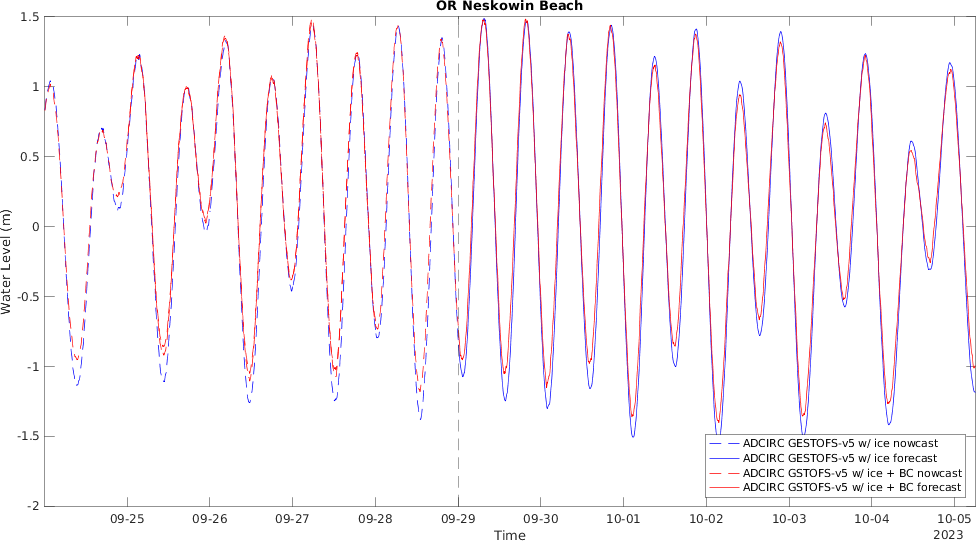 OR Neskowin Beach
1.5
1
0.5
0
-0.5
-1
-1.5
-2
Water Level (m)
ADCIRC GESTOFS-v5 w/ ice nowcast
ADCIRC GESTOFS-v5 w/ ice forecast
ADCIRC GSTOFS-v5 w/ ice + BC nowcast
ADCIRC GSTOFS-v5 w/ ice + BC forecast
09-25 09-26 09-27 09-28 09-29 09-30 10-01 10-02 10-03 10-04 10-05
Time
2023